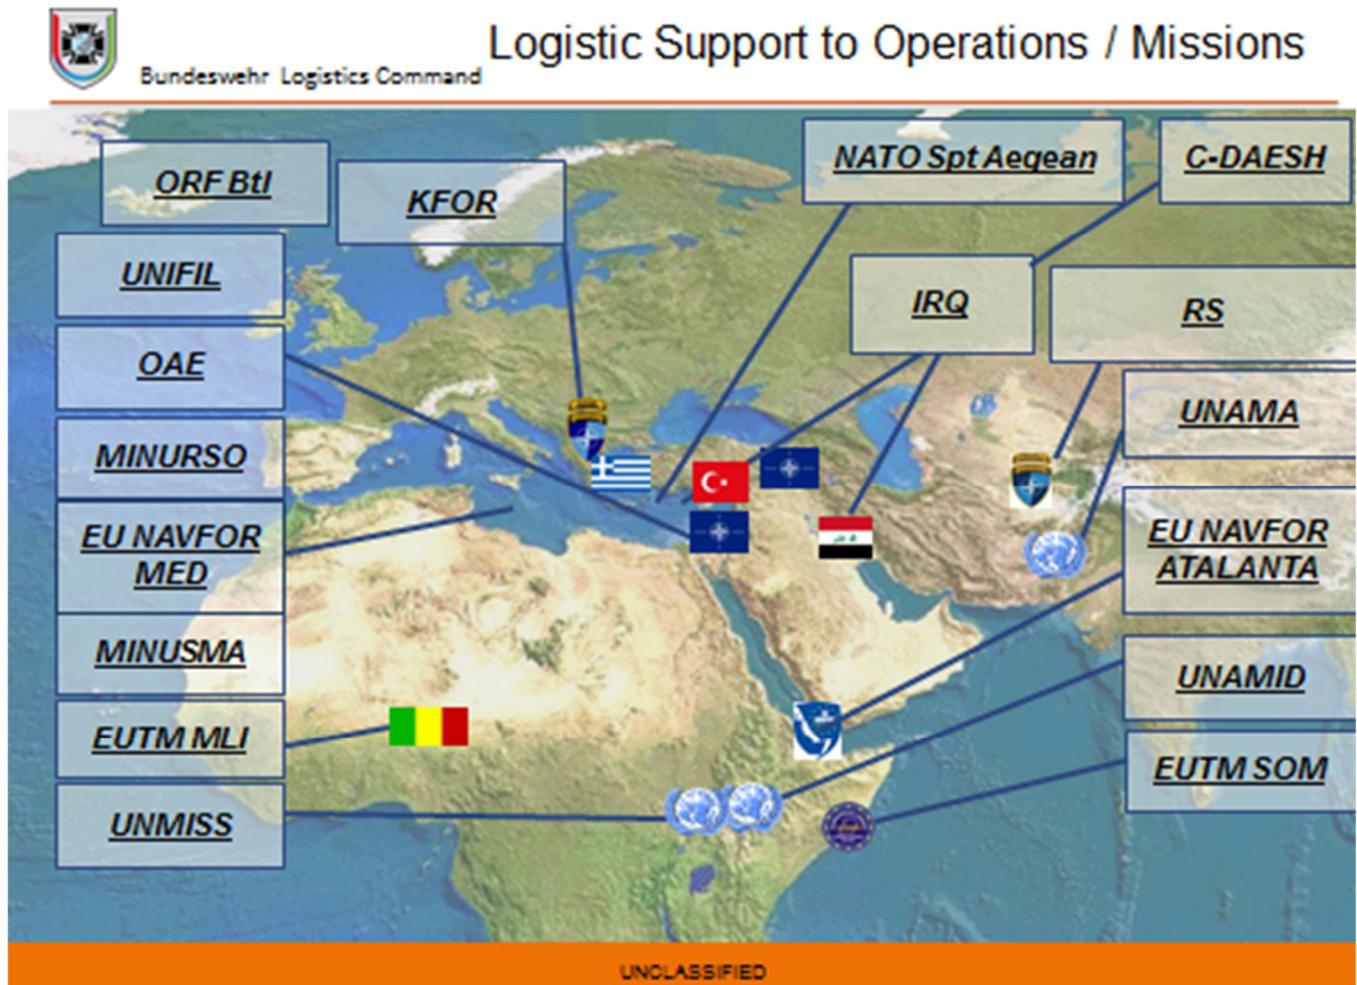 Logistic Support to Operations / Missions
Bundeswehr Logistics Command
ORF Btl
KFOR
NATO Spt Aegean
C-DAESH
UNIFIL
IRQ
RS
OAE
UNAMA
MINURSO
EU NAVFOR
MED
EU NAVFOR
ATALANTA
MINUSMA
UNAMID
EUTM MLI
EUTM SOM
UNMISS
UNCLASSIFIED